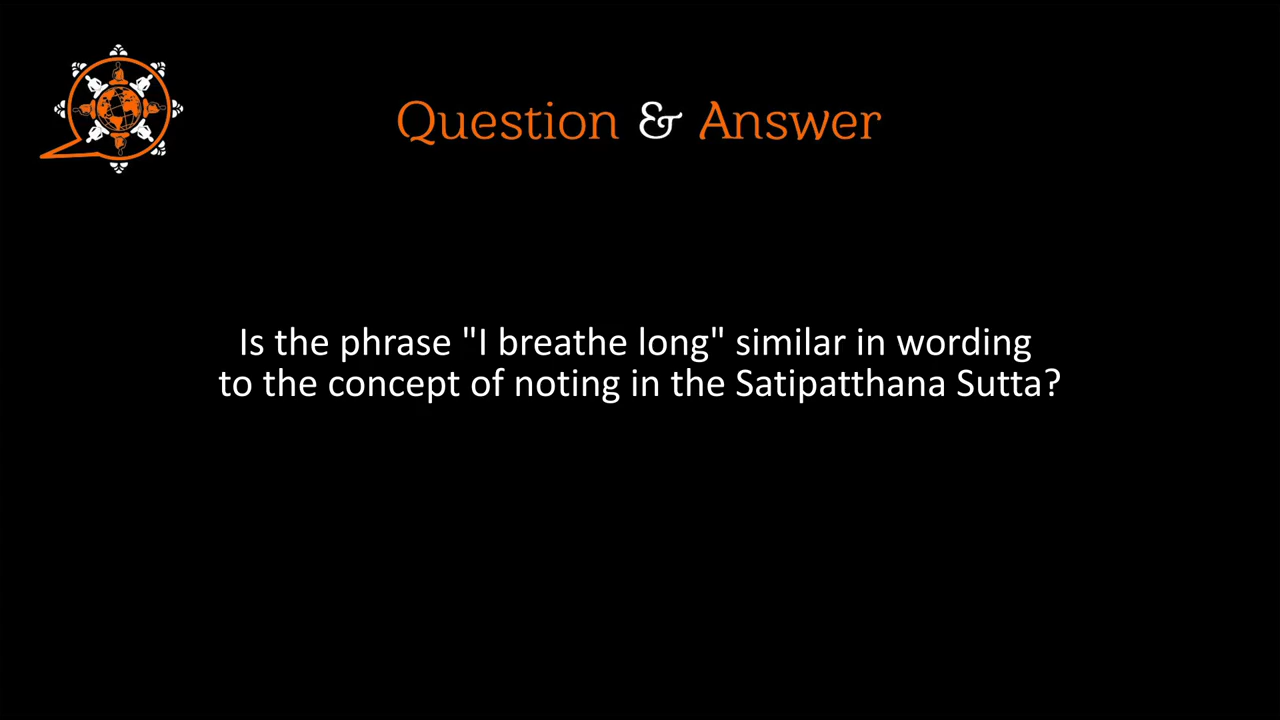 Question & Answer
Is the phrase "I breathe long" similar in wording
to the concept of noting in the Satipatthana Sutta?